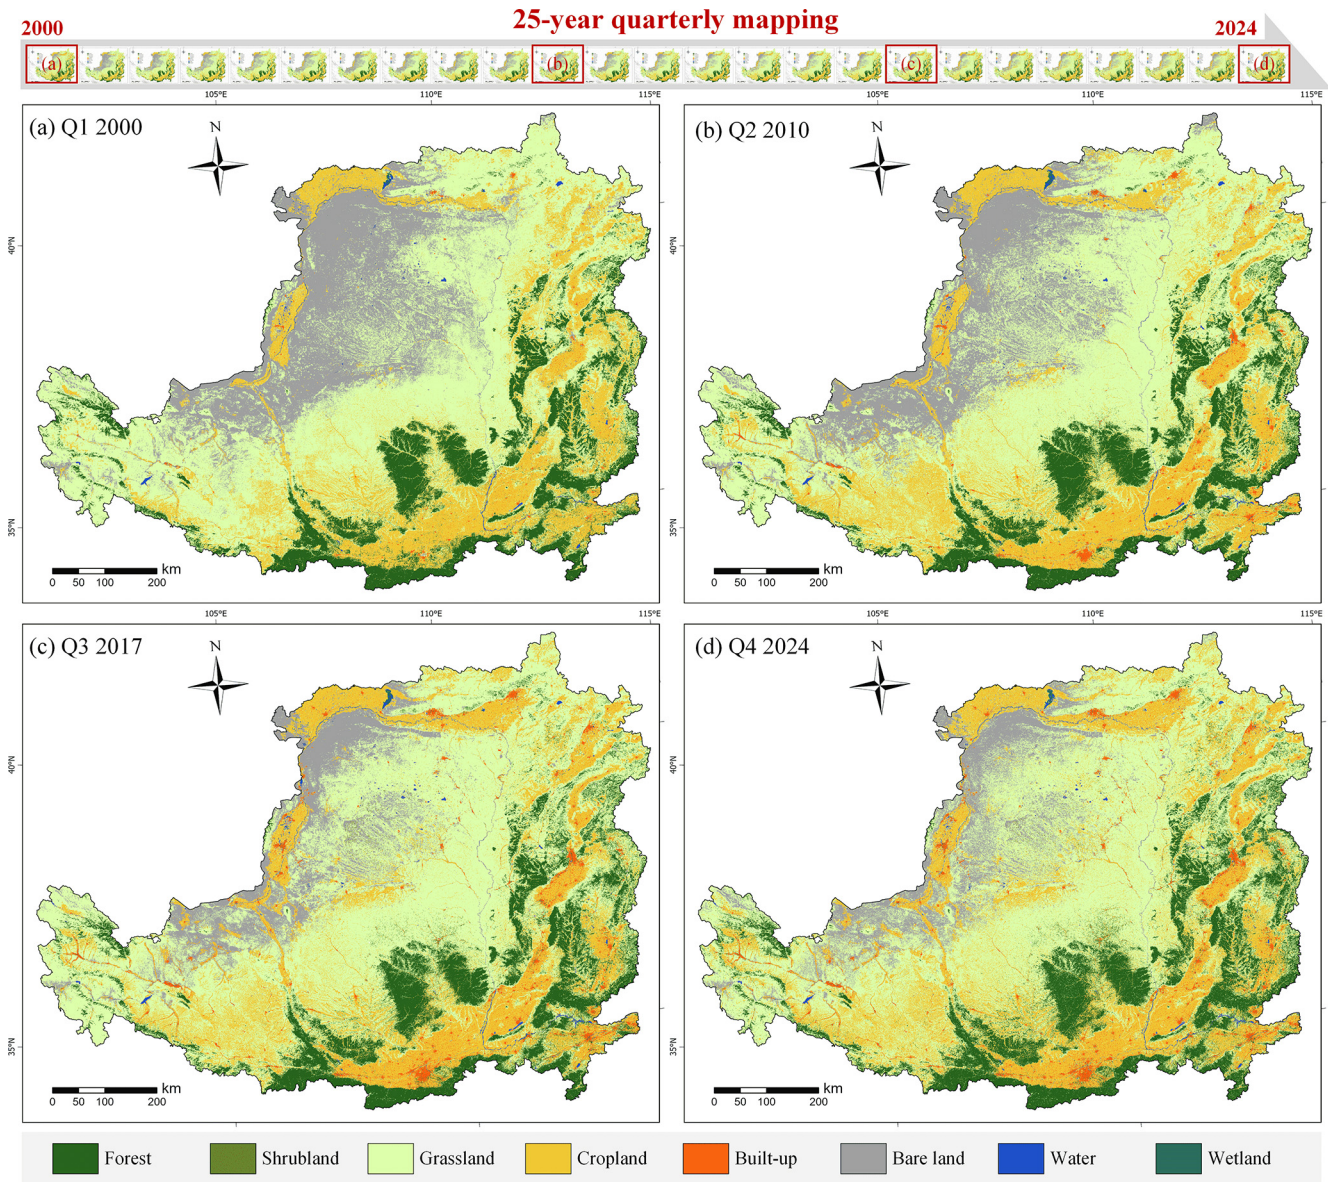 25-year quarterly mapping
2000
2024
(a)
(b)
(c)
(d)
105°E
110°E
115°E
105°E
110°E
115°E
(a) Q1 2000
N
40°N
35°N
km
0 50 100 200
(b) Q2 2010
N
40°N
35°N
km
0 50 100 200
105°E
110°E
115°E
105°E
110°E
115°E
(c) Q3 2017
N
40°N
35°N
km
0 50 100 200
(d) Q4 2024
N
40°N
35°N
km
0 50 100 200
Forest
Shrubland
Grassland
Cropland
Built-up
Bare land
Water
Wetland